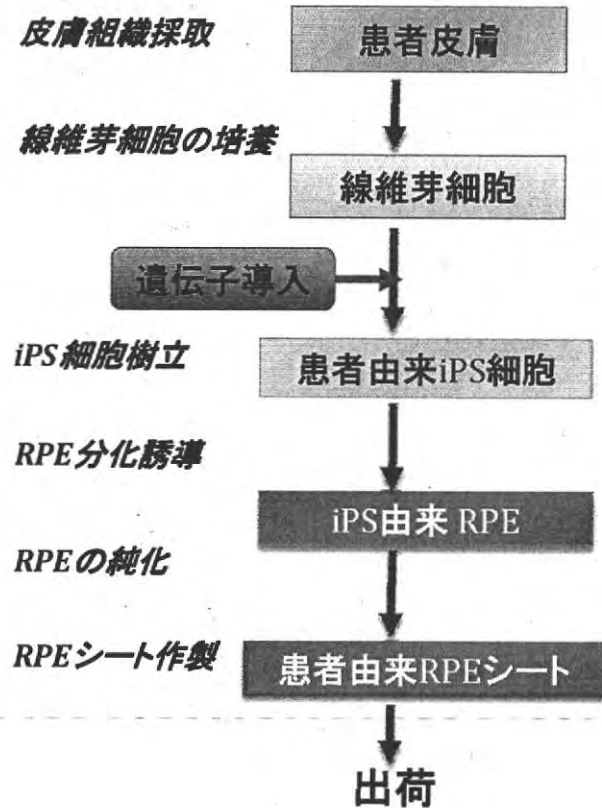 皮膚組織採取
患者皮膚
線維芽細胞の培養
線維芽細胞
遺伝子導入
iPS細胞樹立
患者由来iPS細胞
RPE分化誘導
iPS由来 RPE
RPEの純化
RPEシート作製
患者由来RPEシート
出荷